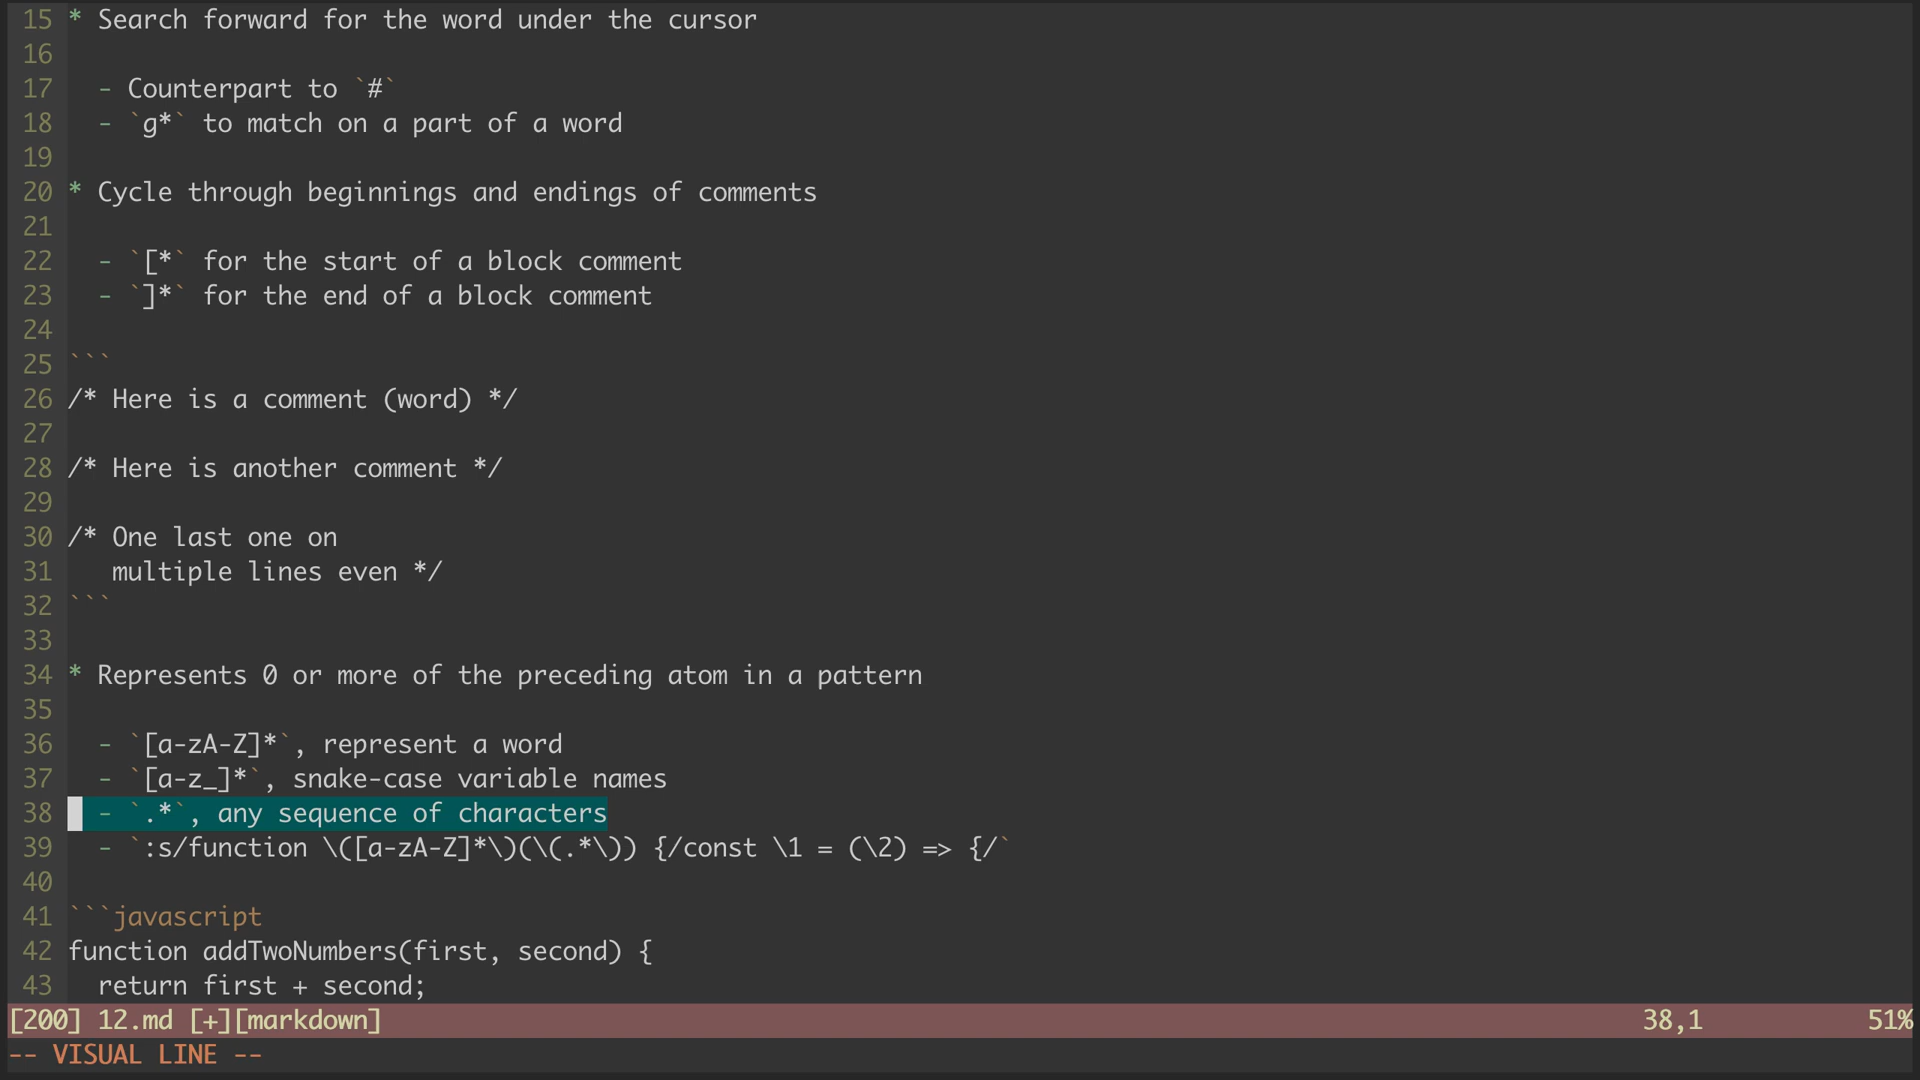 15 * Search forward for the word under the cursor
16
17   - Counterpart to `#`
18   - `g*` to match on a part of a word
19
20 * Cycle through beginnings and endings of comments
21
22   - `[*` for the start of a block comment
23   - `]*` for the end of a block comment
24
25 ```
26 /* Here is a comment (word) */
27
28 /* Here is another comment */
29
30 /* One last one on
31    multiple lines even */
32 ```
33
34 * Represents 0 or more of the preceding atom in a pattern
35
36   - `[a-zA-Z]*`, represent a word
37   - `[a-z_]*`, snake-case variable names
38   - `.*`, any sequence of characters
39   - `:s/function \([a-zA-Z]*\)(\(.*\)) {/const \1 = (\2) => {/`
40
41 ```javascript
42 function addTwoNumbers(first, second) {
43   return first + second;
[200] 12.md [+][markdown] 38,1 51%
-- VISUAL LINE --